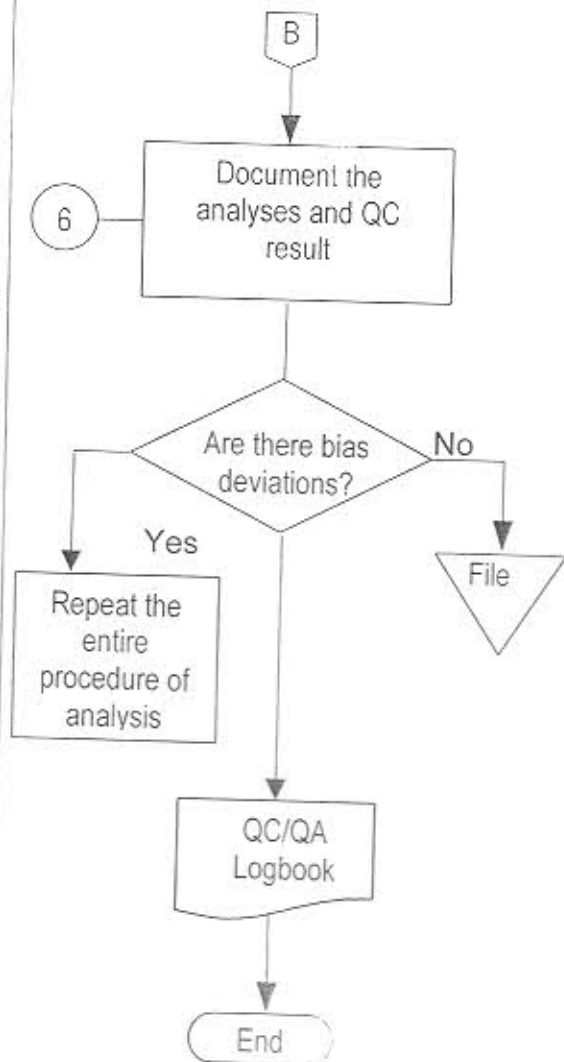 B
6
Document the
analyses and QC
result
Are there bias
deviations?
No
Yes
File
Repeat the
entire
procedure of
analysis
QC/QA
Logbook
End